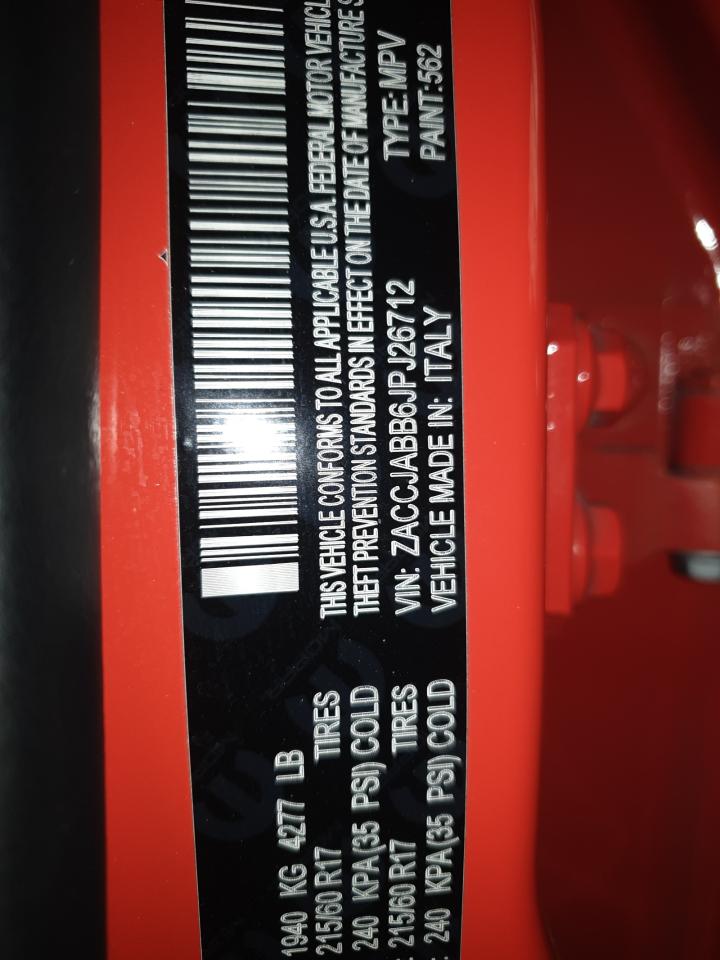 1940 KG 4277 LB
215/60 R17 TIRES
240 KPA(35 PSI) COLD
215/60 R17 TIRES
240 KPA(35 PSI) COLD
THIS VEHICLE CONFORMS TO ALL APPLICABLE U.S.A. FEDERAL MOTOR
THEFT PREVENTION STANDARDS IN EFFECT ON THE DATE OF MANUFACTURE
VIN: ZACCJABB6JPJ26712 TYPE: MPV
VEHICLE MADE IN: ITALY PAINT:562